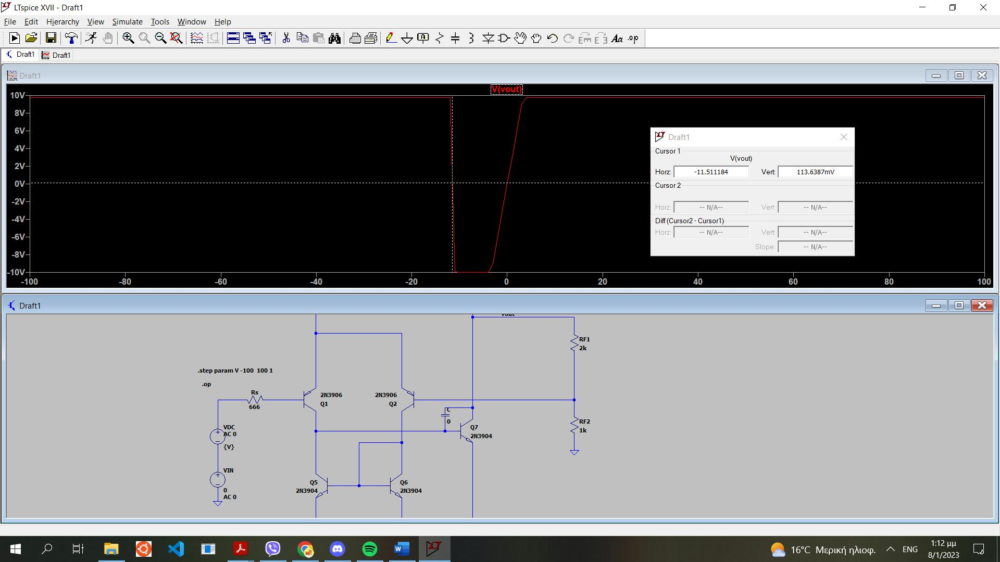 LTspice XVII - Draft1
File Edit Hierarchy View Simulate Tools Window Help
Draft1 Draft1
Draft1
V(vout)
10V
8V
6V
4V
2V
0V
-2V
-4V
-6V
-8V
-10V
-100 -80 -60 -40 -20 0 20 40 60 80 100
Draft1
Cursor 1
V(vout)
Horz: -11.511184 Vert: 113.6387mV
Cursor 2
Horz: -- N/A-- Vert: -- N/A--
Diff (Cursor2 - Cursor1)
Horz: -- N/A-- Vert: -- N/A--
Slope: -- N/A--
Draft1
Vout
RF1
2k
.step param V -100 100 1
.op
Rs
666
2N3906
Q1
2N3906
Q2
C
0
Q7
2N3904
RF2
1k
VDC
AC 0
{V}
VIN
0
AC 0
Q5
2N3904
Q6
2N3904
16°C Μερική ηλιοφ. ENG
1:12 μμ
8/1/2023